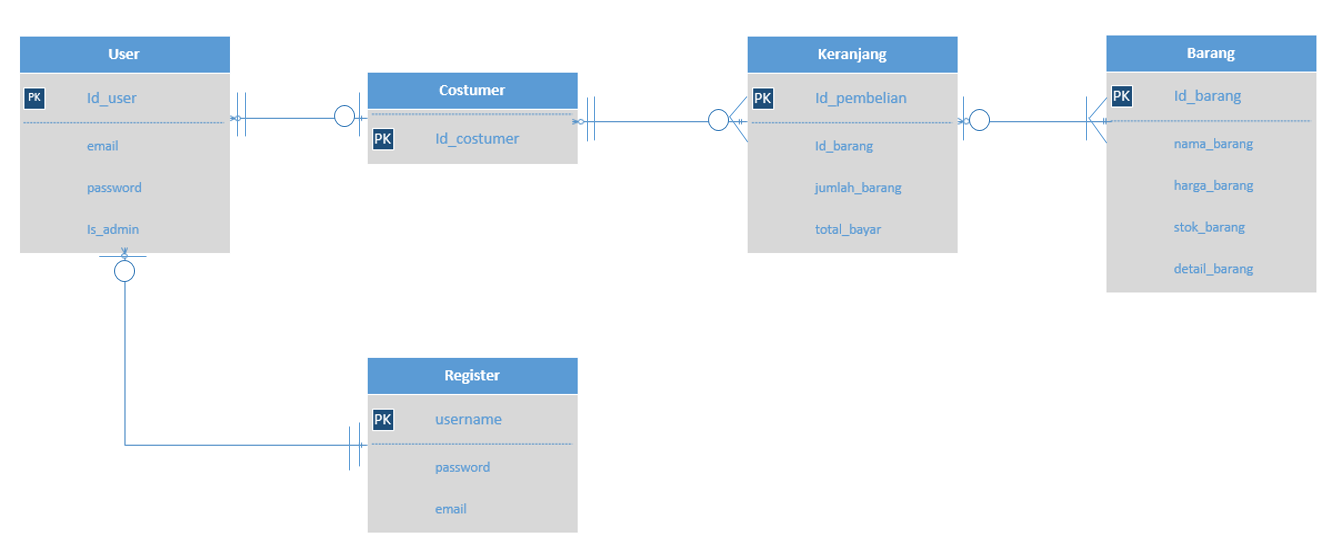 User
PK Id_user
email
password
Is_admin
Costumer
PK Id_costumer
Keranjang
PK Id_pembelian
Id_barang
jumlah_barang
total_bayar
Barang
PK Id_barang
nama_barang
harga_barang
stok_barang
detail_barang
Register
PK username
password
email